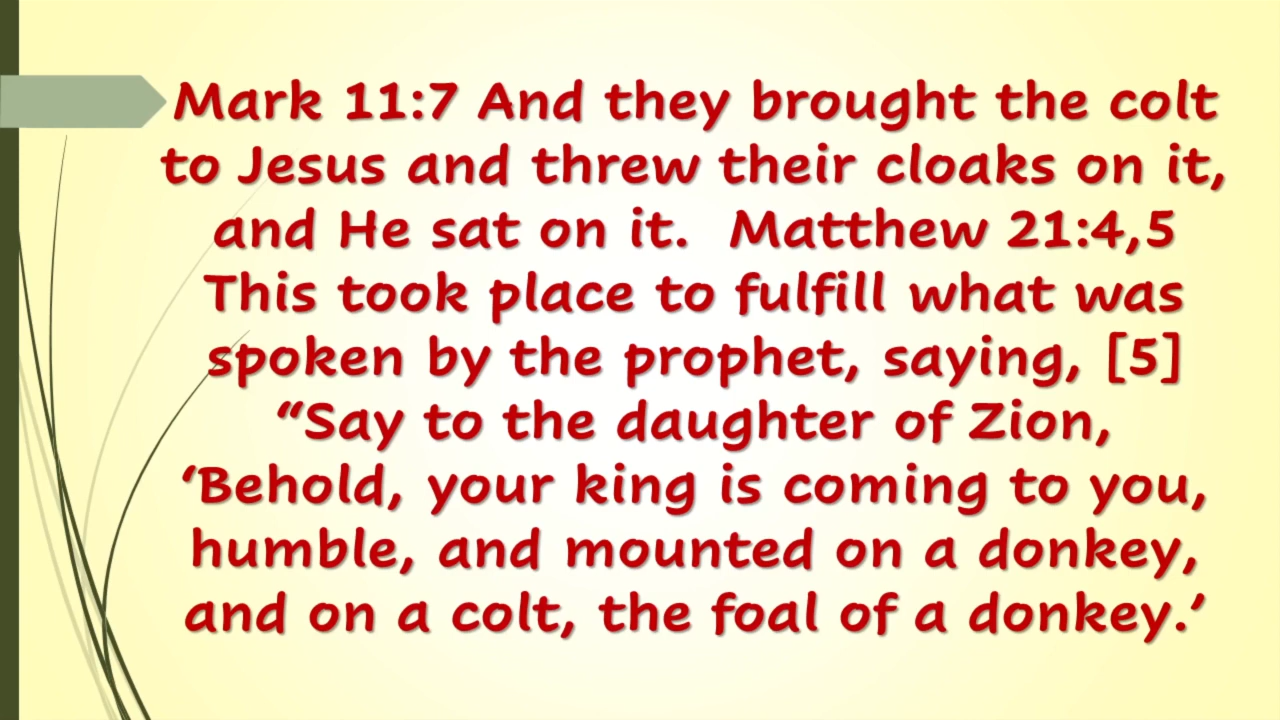 Mark 11:7 And they brought the colt
to Jesus and threw their cloaks on it,
and He sat on it.  Matthew 21:4,5
This took place to fulfill what was
spoken by the prophet, saying, [5]
“Say to the daughter of Zion,
‘Behold, your king is coming to you,
humble, and mounted on a donkey,
and on a colt, the foal of a donkey.’